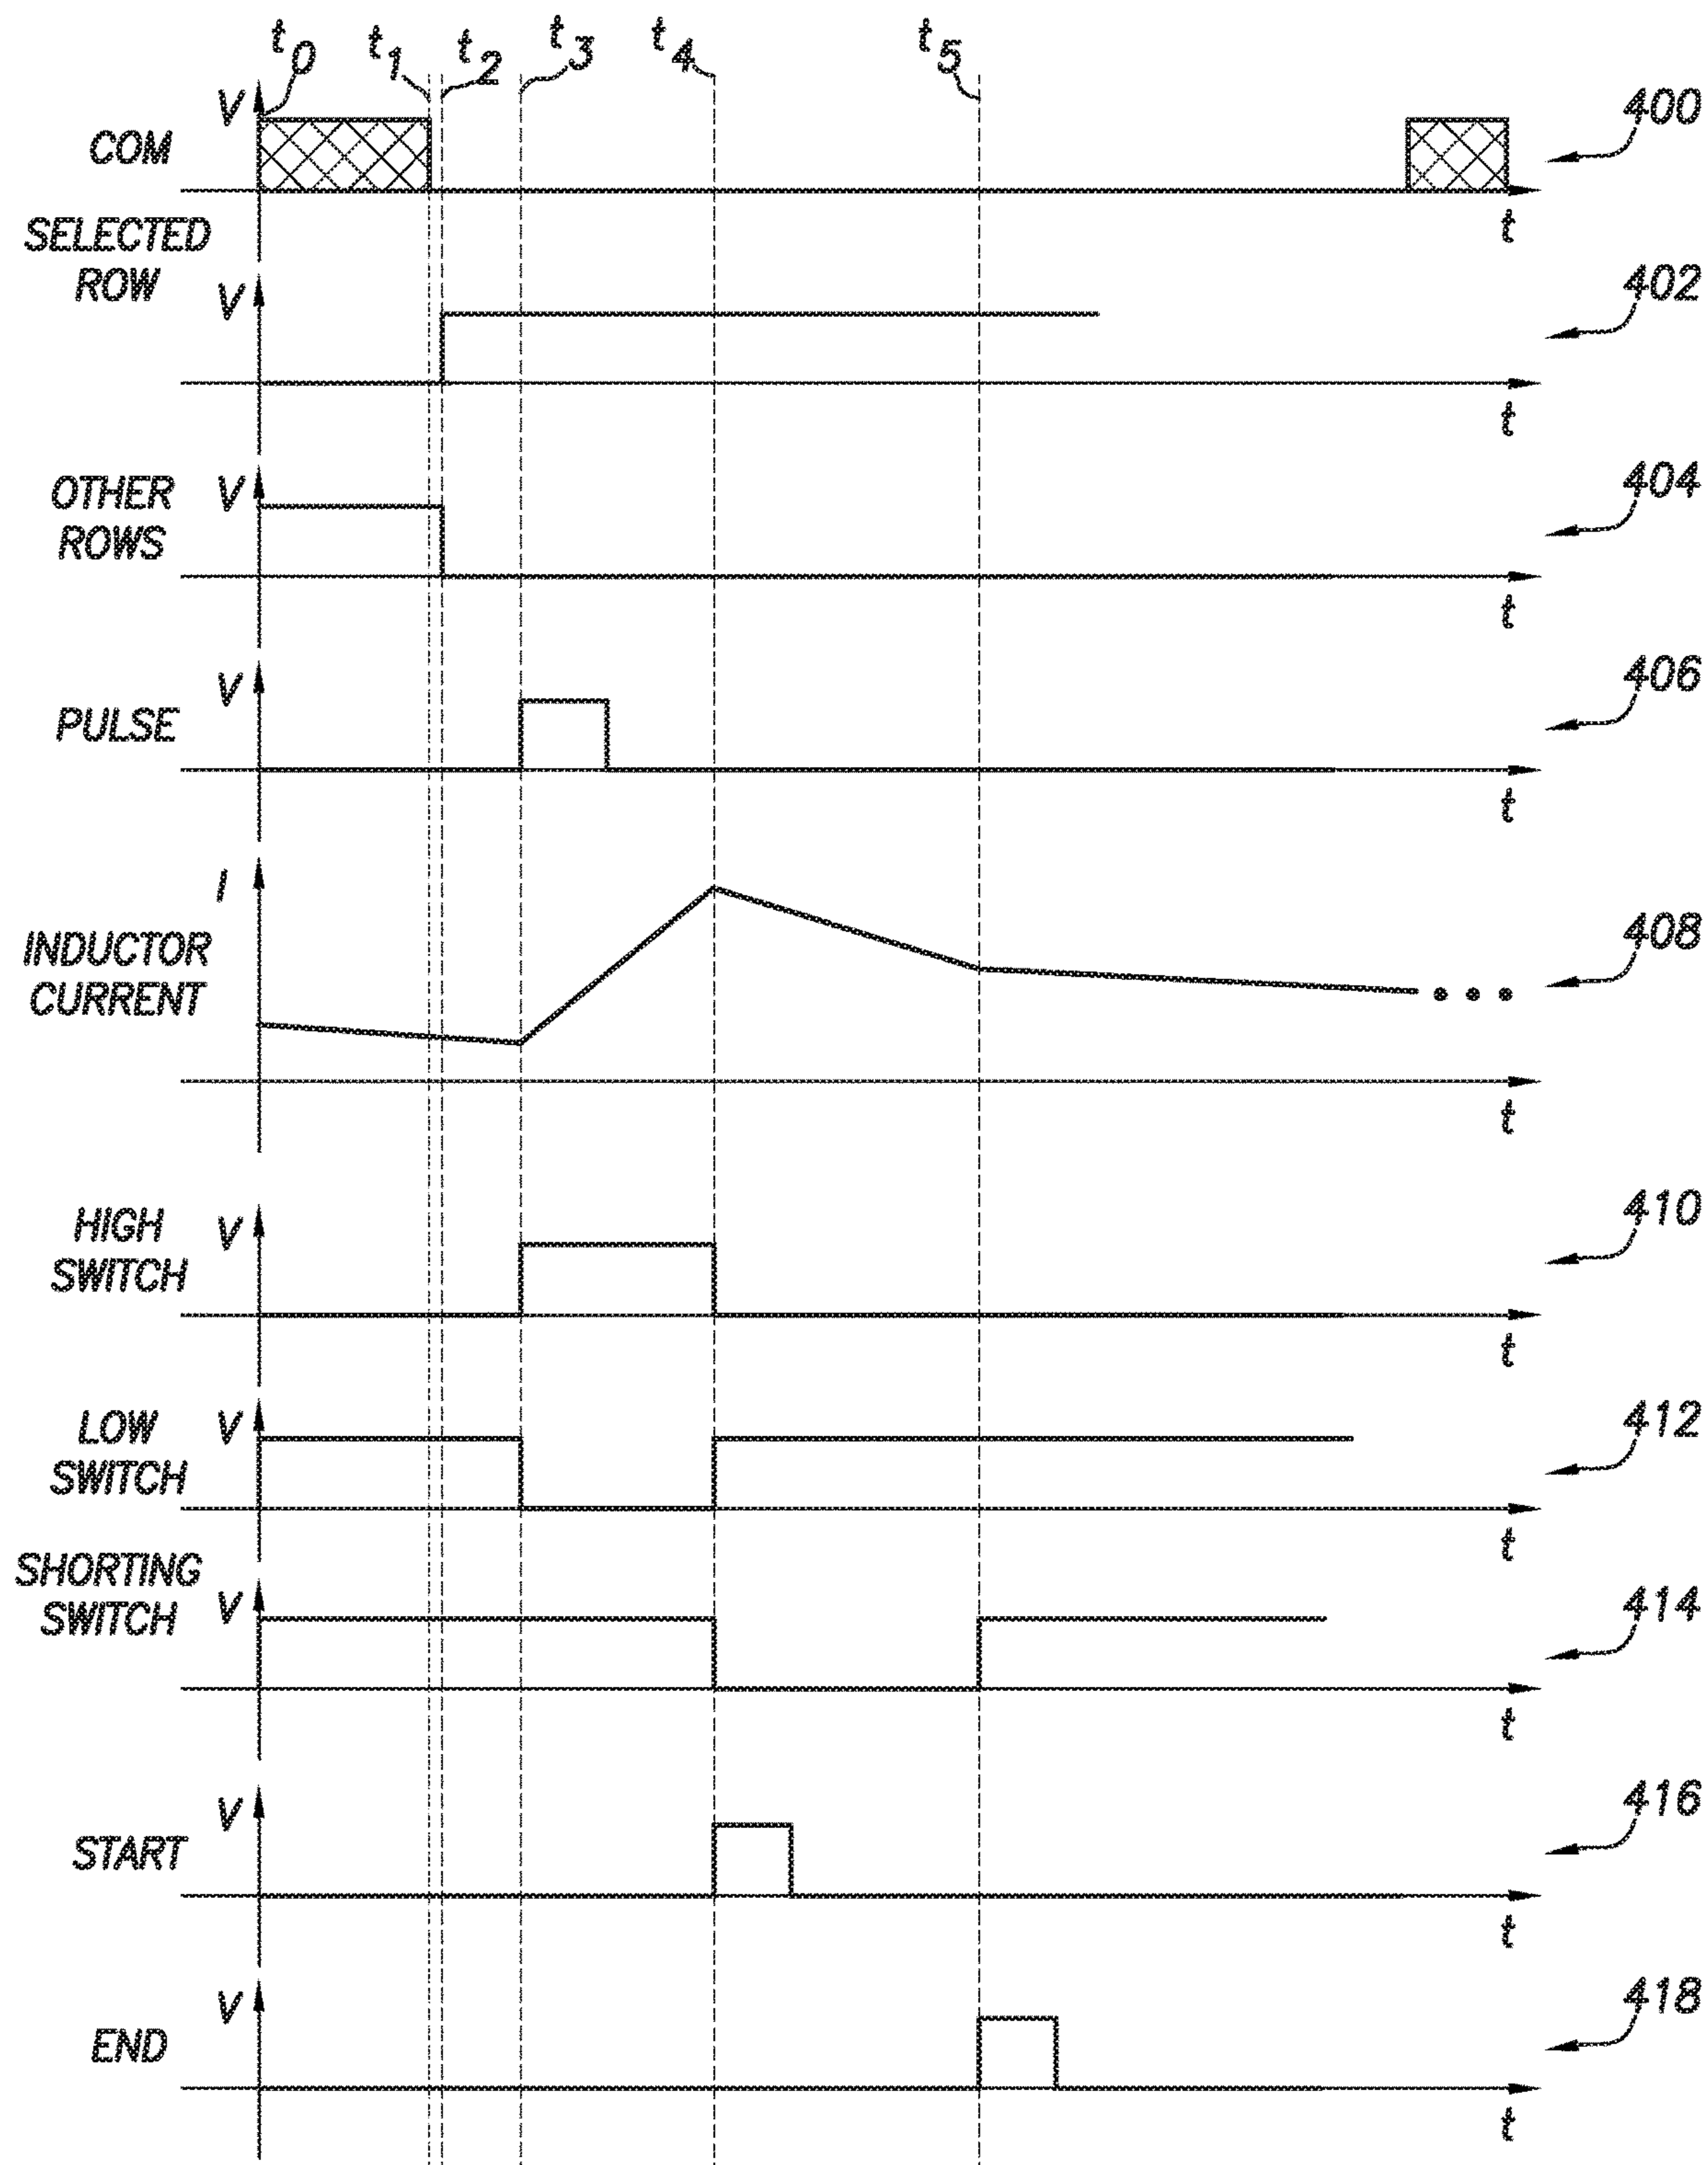 t0 t1 t2 t3 t4 t5
V
COM
400
t
SELECTED
ROW
V
402
t
OTHER
ROWS
V
404
t
PULSE
V
406
t
I
INDUCTOR
CURRENT
408
t
HIGH
SWITCH
V
410
t
LOW
SWITCH
V
412
t
SHORTING
SWITCH
V
414
t
START
V
416
t
END
V
418
t